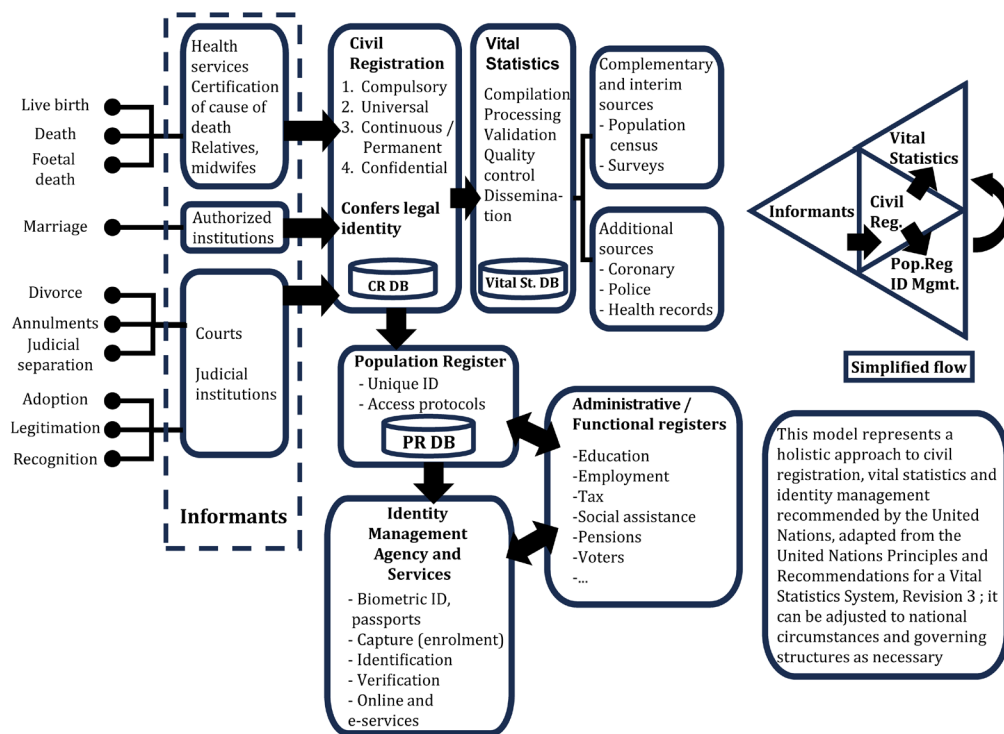 Live birth
Death
Foetal
death
Marriage
Divorce
Annulments
Judicial
separation
Adoption
Legitimation
Recognition
Health
services
Certification
of cause of
death
Relatives,
midwifes
Authorized
institutions
Courts
Judicial
institutions
Informants
Civil
Registration
1. Compulsory
2. Universal
3. Continuous /
Permanent
4. Confidential
Confers legal
identity
CR DB
Vital
Statistics
Compilation
Processing
Validation
Quality
control
Dissemina-
tion
Vital St. DB
Complementary
and interim
sources
- Population
census
- Surveys
Additional
sources
- Coronary
- Police
- Health records
Population Register
- Unique ID
- Access protocols
PR DB
Identity
Management
Agency and
Services
- Biometric ID,
passports
- Capture (enrolment)
- Identification
- Verification
- Online and
e-services
Administrative /
Functional registers
-Education
-Employment
-Tax
-Social assistance
-Pensions
-Voters
-...
Informants
Vital
Statistics
Civil
Reg.
Pop.Reg
ID Mgmt.
Simplified flow
This model represents a
holistic approach to civil
registration, vital statistics and
identity management
recommended by the United
Nations, adapted from the
United Nations Principles and
Recommendations for a Vital
Statistics System, Revision 3 ; it
can be adjusted to national
circumstances and governing
structures as necessary